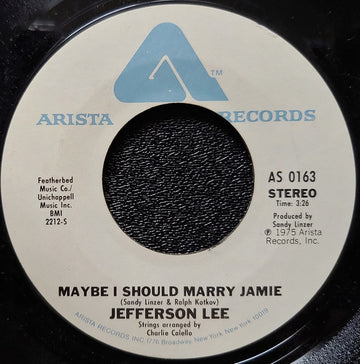 TM
ARISTA RECORDS
Featherbed
Music Co./
Unichappell
Music Inc.
BMI
2212-S
AS 0163
STEREO
Time: 3:26
Produced by
Sandy Linzer
Ⓟ 1975 Arista
Records, Inc.
MAYBE I SHOULD MARRY JAMIE
(Sandy Linzer & Ralph Kotkov)
JEFFERSON LEE
Strings arranged by
Charlie Calello
ARISTA RECORDS INC. 1776 Broadway, New York, New York 10019